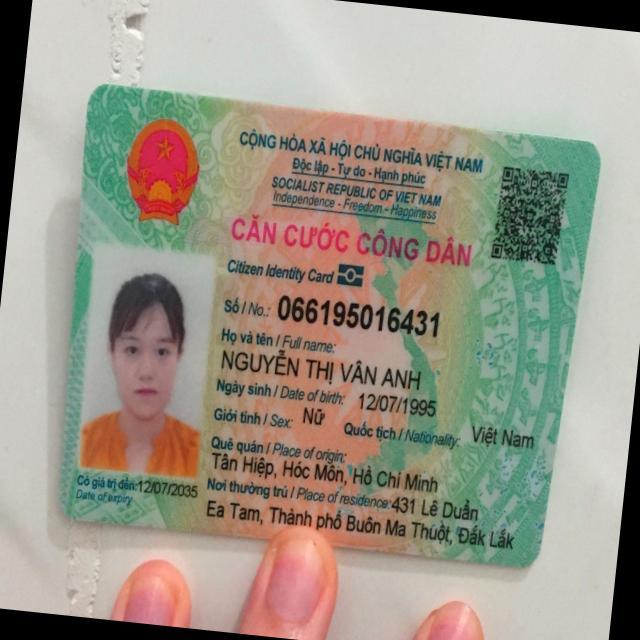 CỘNG HÒA XÃ HỘI CHỦ NGHĨA VIỆT NAM
Độc lập - Tự do - Hạnh phúc
SOCIALIST REPUBLIC OF VIET NAM
Independence - Freedom - Happiness
CĂN CƯỚC CÔNG DÂN
Citizen Identity Card
Số / No.: 066195016431
Họ và tên / Full name:
NGUYỄN THỊ VÂN ANH
Ngày sinh / Date of birth: 12/07/1995
Giới tính / Sex: Nữ Quốc tịch / Nationality: Việt Nam
Quê quán / Place of origin:
Tân Hiệp, Hóc Môn, Hồ Chí Minh
Nơi thường trú / Place of residence: 431 Lê Duẩn
Ea Tam, Thành phố Buôn Ma Thuột, Đắk Lắk
Có giá trị đến: 12/07/2035
Date of expiry